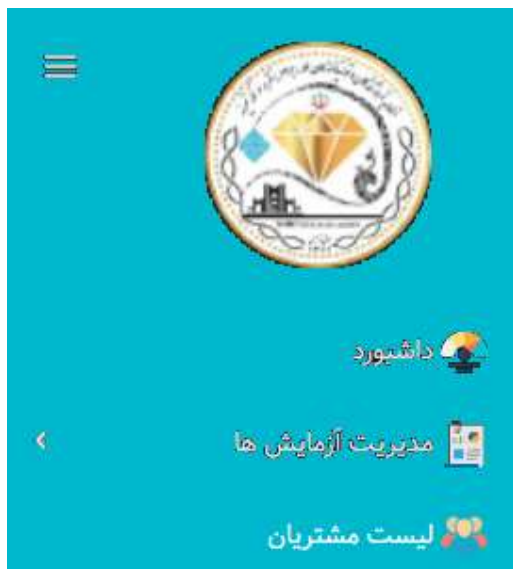 داشبورد
مدیریت آزمایش ها
لیست مشتریان